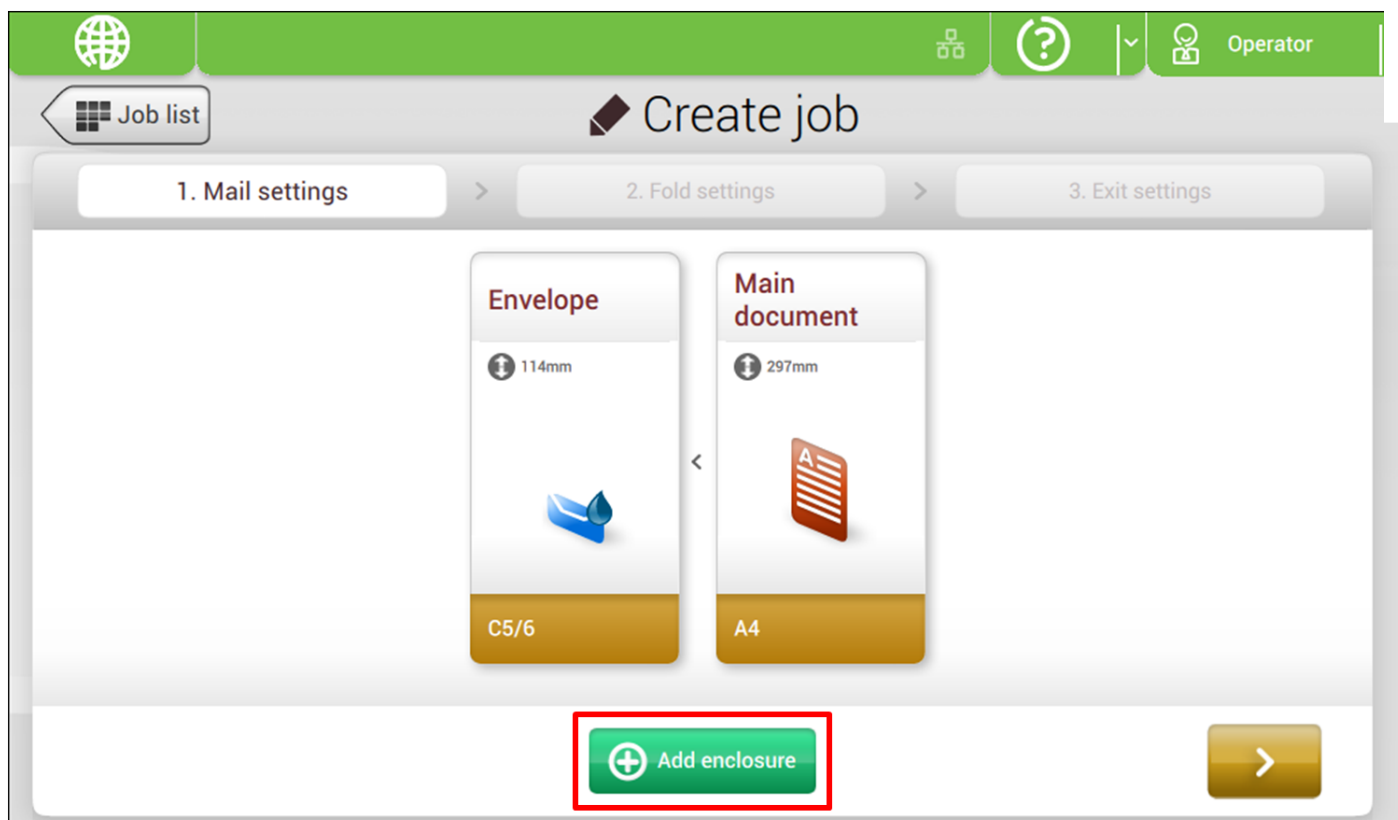 Operator
Job list
Create job
1. Mail settings
2. Fold settings
3. Exit settings
Envelope
114mm
C5/6
Main
document
297mm
A
A4
Add enclosure